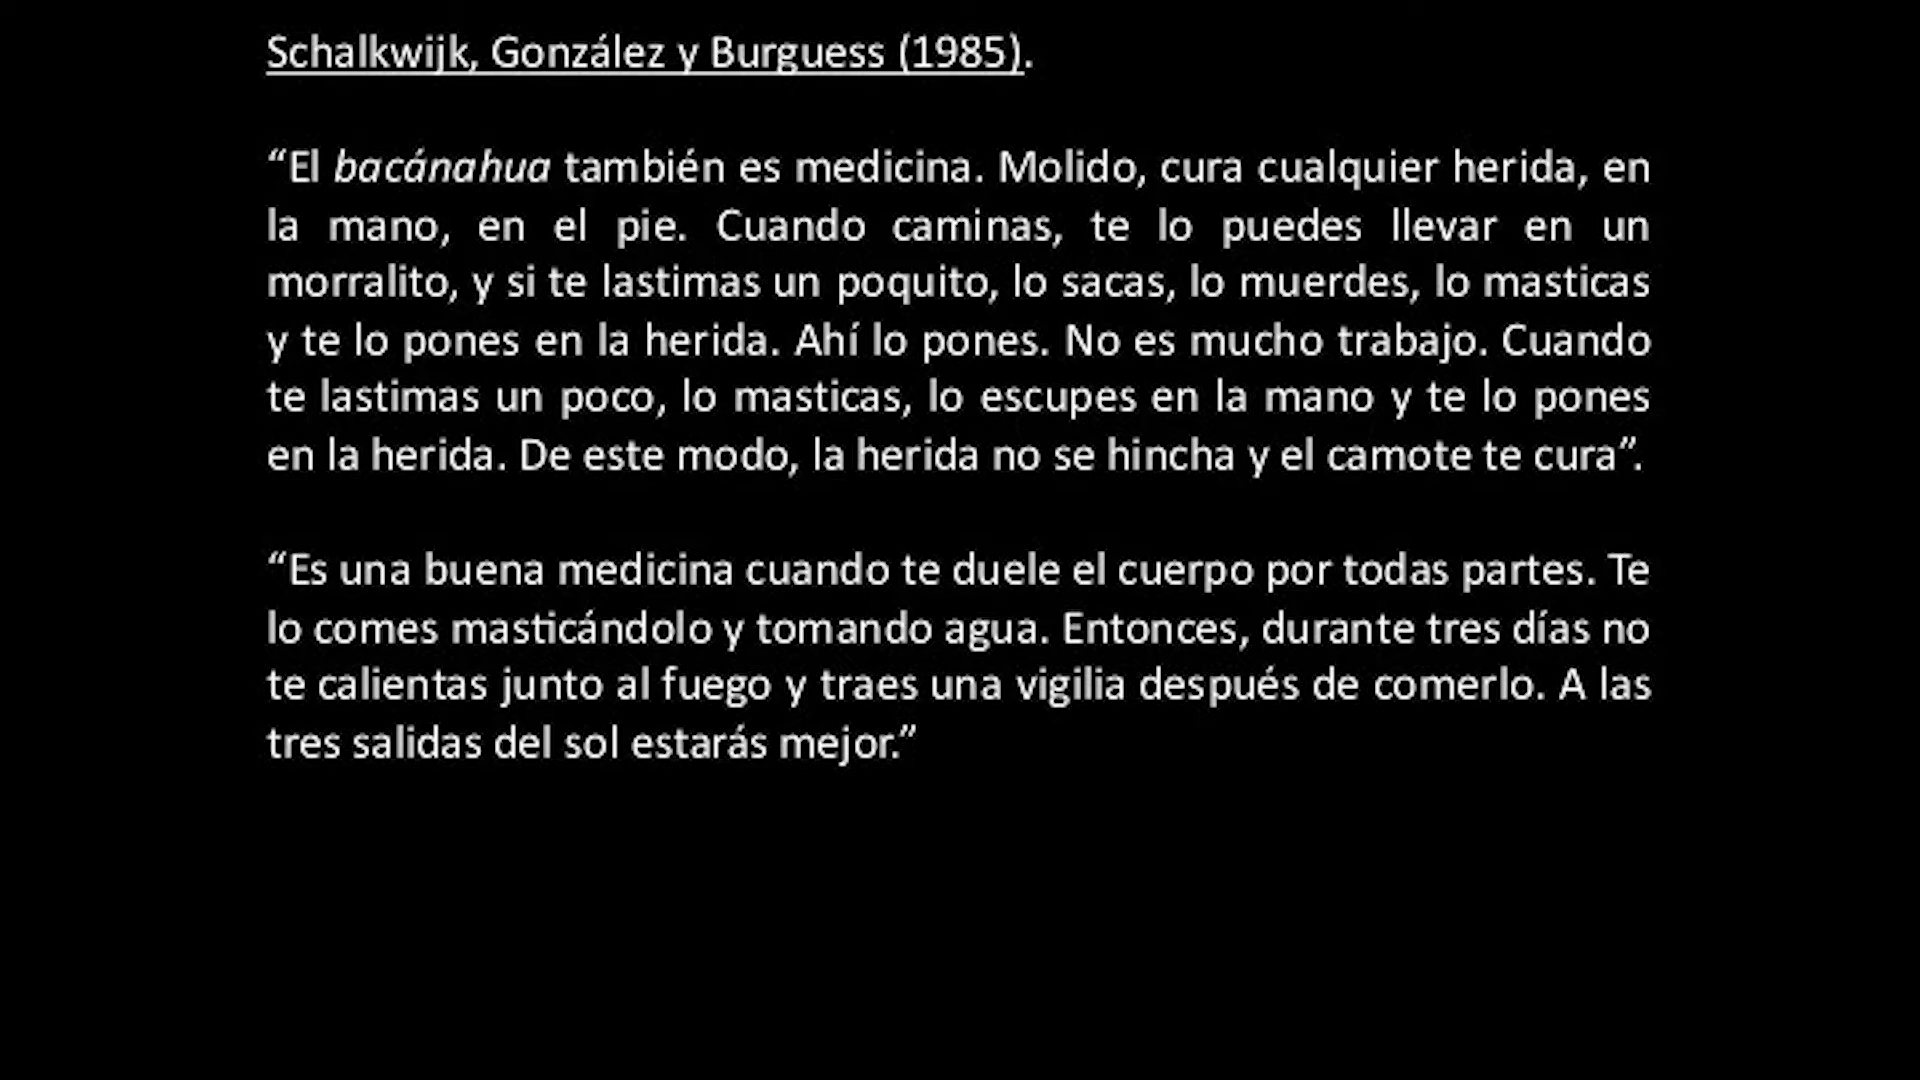 Schalkwijk, González y Burguess (1985).
“El bacánahua también es medicina. Molido, cura cualquier herida, en
la mano, en el pie. Cuando caminas, te lo puedes llevar en un
morralito, y si te lastimas un poquito, lo sacas, lo muerdes, lo masticas
y te lo pones en la herida. Ahí lo pones. No es mucho trabajo. Cuando
te lastimas un poco, lo masticas, lo escupes en la mano y te lo pones
en la herida. De este modo, la herida no se hincha y el camote te cura”.
“Es una buena medicina cuando te duele el cuerpo por todas partes. Te
lo comes masticándolo y tomando agua. Entonces, durante tres días no
te calientas junto al fuego y traes una vigilia después de comerlo. A las
tres salidas del sol estarás mejor.”